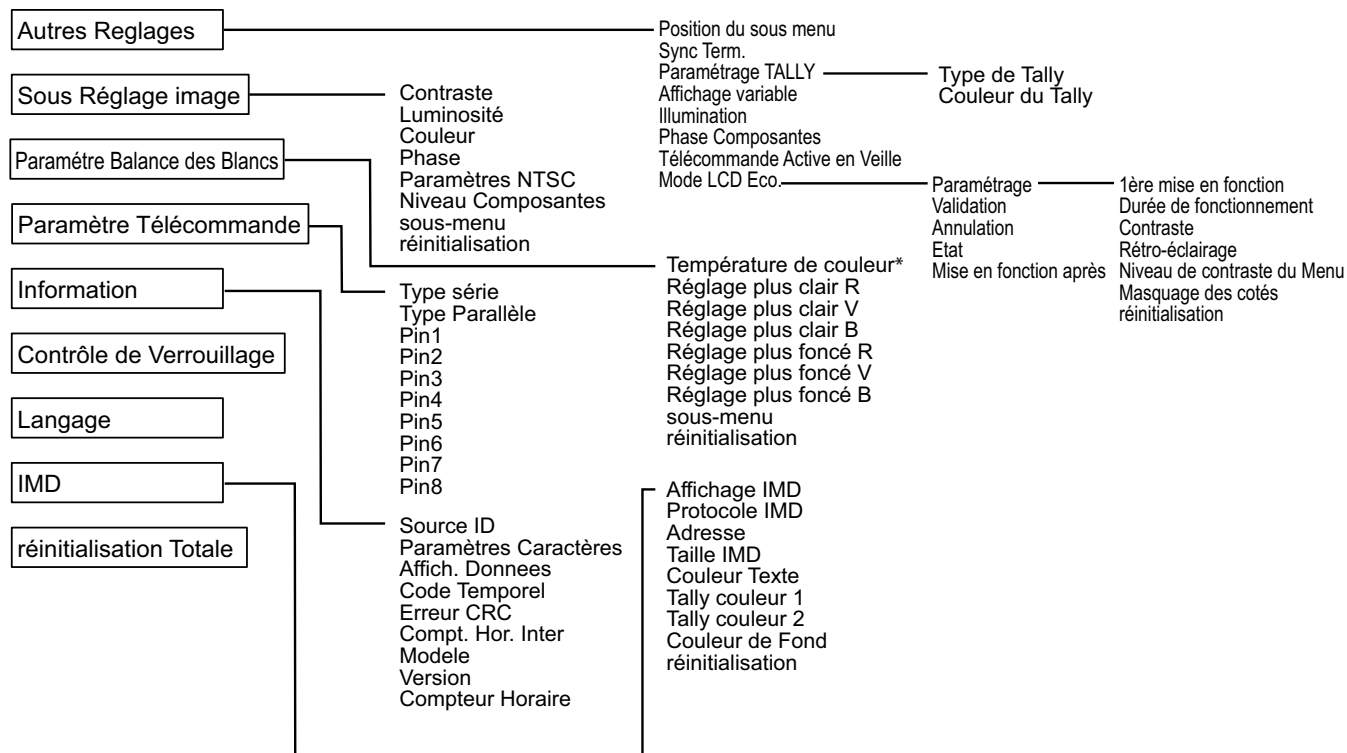 Autres Reglages
Sous Réglage image
Paramétre Balance des Blancs
Paramètre Télécommande
Information
Contrôle de Verrouillage
Langage
IMD
réinitialisation Totale
Contraste
Luminosité
Couleur
Phase
Paramètres NTSC
Niveau Composantes
sous-menu
réinitialisation
Type série
Type Parallèle
Pin1
Pin2
Pin3
Pin4
Pin5
Pin6
Pin7
Pin8
Source ID
Paramètres Caractères
Affich. Donnees
Code Temporel
Erreur CRC
Compt. Hor. Inter
Modele
Version
Compteur Horaire
Position du sous menu
Sync Term.
Paramétrage TALLY
Affichage variable
Illumination
Phase Composantes
Télécommande Active en Veille
Mode LCD Eco.
Température de couleur*
Réglage plus clair R
Réglage plus clair V
Réglage plus clair B
Réglage plus foncé R
Réglage plus foncé V
Réglage plus foncé B
sous-menu
réinitialisation
Affichage IMD
Protocole IMD
Adresse
Taille IMD
Couleur Texte
Tally couleur 1
Tally couleur 2
Couleur de Fond
réinitialisation
Type de Tally
Couleur du Tally
Paramétrage
Validation
Annulation
Etat
Mise en fonction après
1ère mise en fonction
Durée de fonctionnement
Contraste
Rétro-éclairage
Niveau de contraste du Menu
Masquage des cotés
réinitialisation